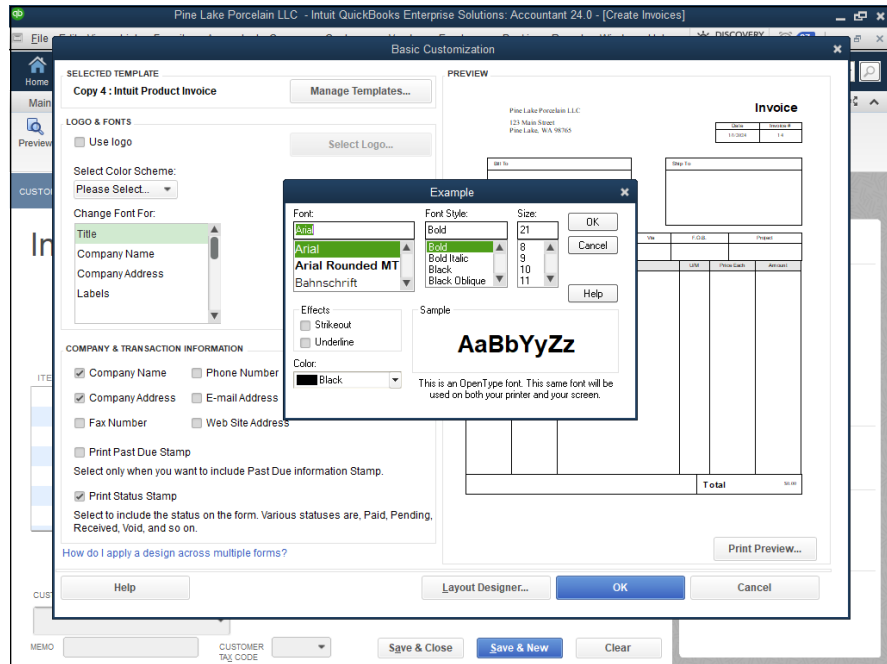 Pine Lake Porcelain LLC - Intuit QuickBooks Enterprise Solutions: Accountant 24.0 - [Create Invoices]
File
Basic Customization
Home
Main
Preview
SELECTED TEMPLATE
Copy 4 : Intuit Product Invoice
Manage Templates...
LOGO & FONTS
Use logo
Select Logo...
Select Color Scheme:
Please Select...
Change Font For:
Title
Company Name
Company Address
Labels
COMPANY & TRANSACTION INFORMATION
Company Name
Phone Number
Company Address
E-mail Address
Fax Number
Web Site Address
Print Past Due Stamp
Select only when you want to include Past Due information Stamp.
Print Status Stamp
Select to include the status on the form. Various statuses are, Paid, Pending,
Received, Void, and so on.
How do I apply a design across multiple forms?
PREVIEW
Pine Lake Porcelain LLC
123 Main Street
Pine Lake, WA 98765
Invoice
Date
Invoice #
11/2024
14
Bill To
Ship To
Via
F.O.B.
Project
U/M
Price Each
Amount
Total
Print Preview...
Example
Font:
Arial
Arial
Arial Rounded MT
Bahnschrift
Font Style:
Bold
Bold
Bold Italic
Black
Black Oblique
Size:
21
8
9
10
11
OK
Cancel
Help
Effects
Strikeout
Underline
Color:
Black
Sample
AaBbYyZz
This is an OpenType font. This same font will be
used on both your printer and your screen.
Help
Layout Designer...
OK
Cancel
MEMO
CUSTOMER
TAX CODE
Save & Close
Save & New
Clear